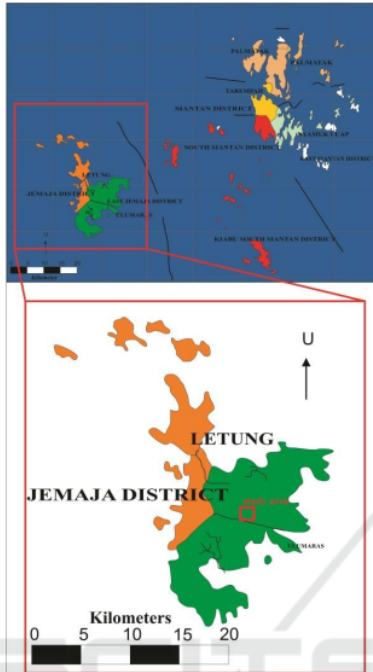 PALMATAK
PALMATAK
TAREMPAH
SIANTAN DISTRICT
SOUTH SIANTAN DISTRICT
LETUNG
JEMAJA DISTRICT
EAST JEMAJA DISTRICT
KIABU SOUTH SIANTAN DISTRICT
U
Kilometer
U
LETUNG
JEMAJA DISTRICT
study area
Kilometers
0 5 10 15 20